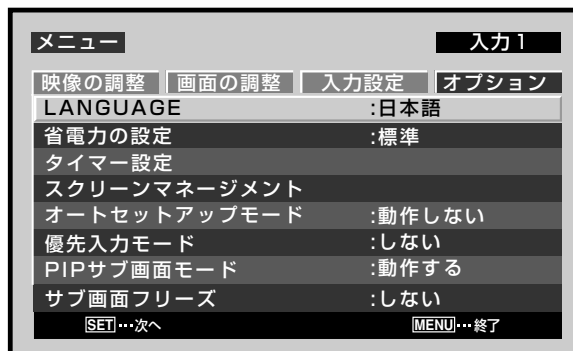 メニュー 入力1
映像の調整 画面の調整 入力設定 オプション
LANGUAGE :日本語
省電力の設定 :標準
タイマー設定
スクリーンマネージメント
オートセットアップモード :動作しない
優先入力モード :しない
PIPサブ画面モード :動作する
サブ画面フリーズ :しない
SET…次へ MENU…終了